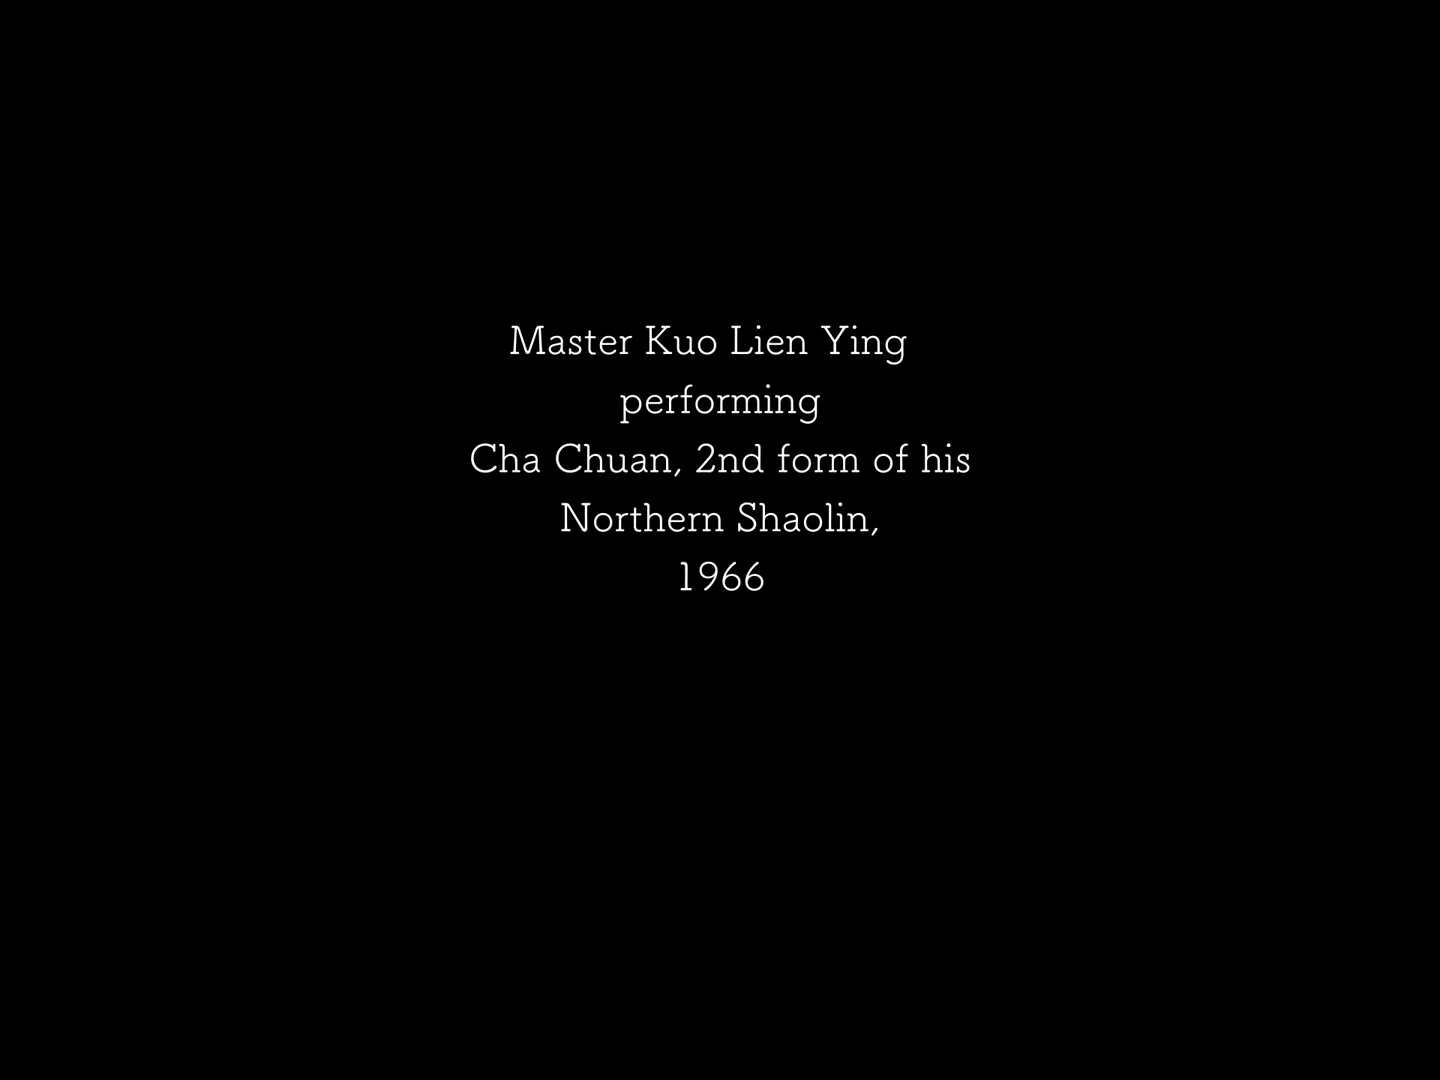 Master Kuo Lien Ying
performing
Cha Chuan, 2nd form of his
Northern Shaolin,
1966